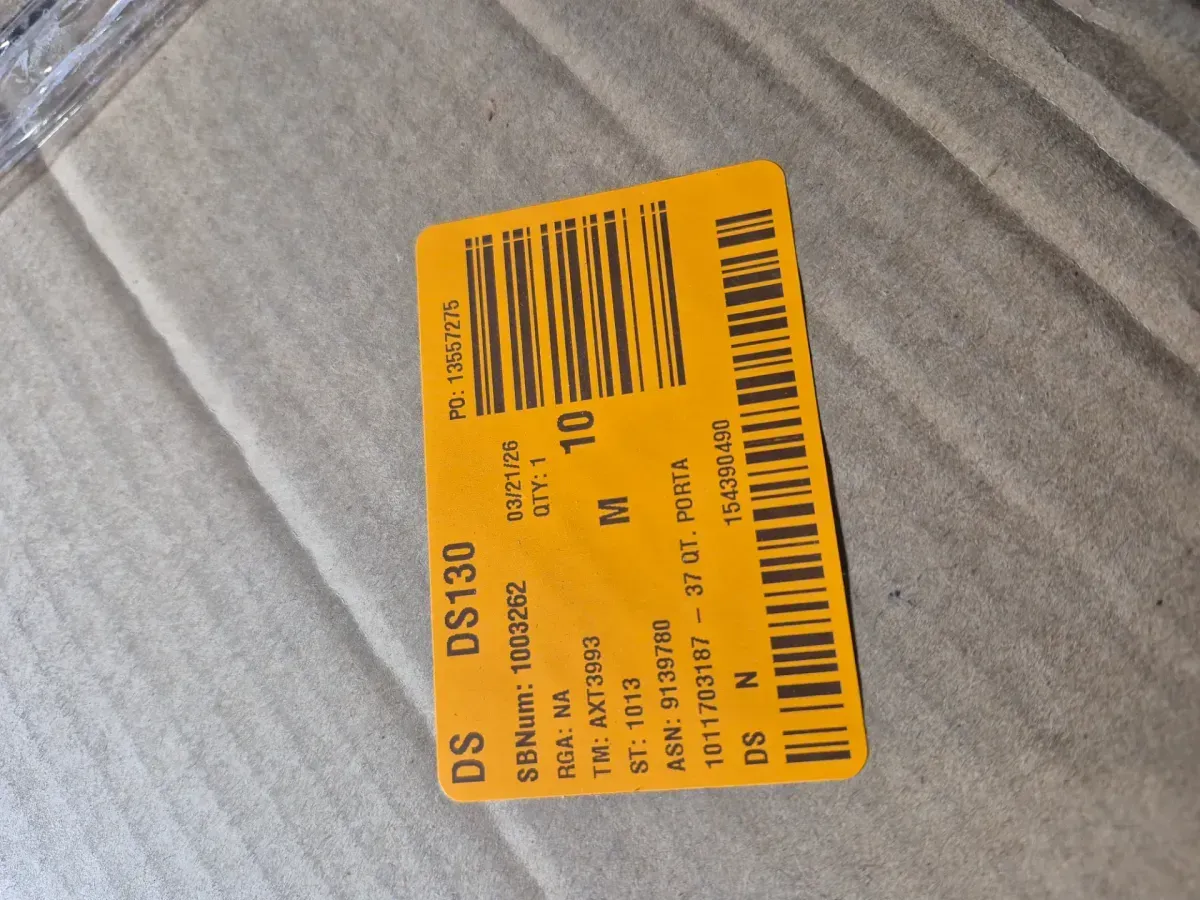 DS DS130
PO: 13557275
SBNum: 1003262 03/21/26
RGA: NA QTY: 1
TM: AXT3993 10
ST: 1013 M
ASN: 9139780
1011703187 – 37 QT. PORTA
DS N 154390490